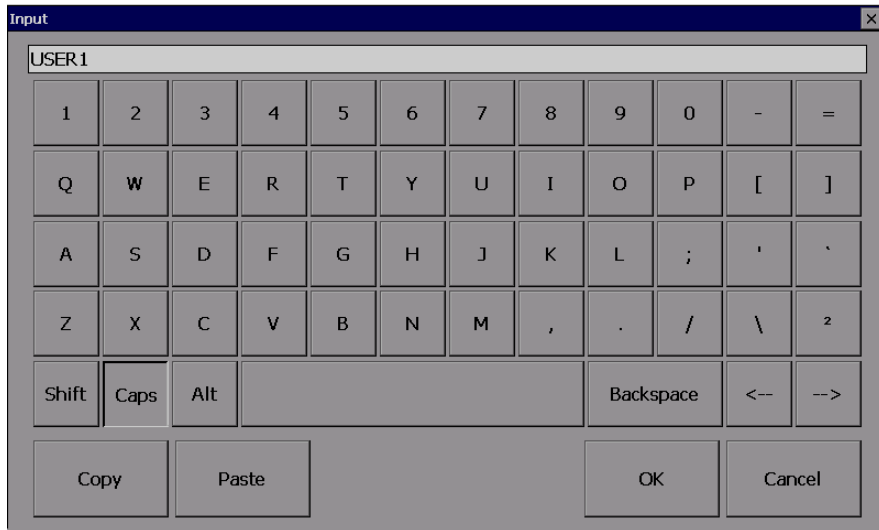 Input
USER1
1 2 3 4 5 6 7 8 9 0 - =
Q W E R T Y U I O P [ ]
A S D F G H J K L ; ' `
Z X C V B N M , . / \ ²
Shift Caps Alt Backspace <-- -->
Copy Paste OK Cancel